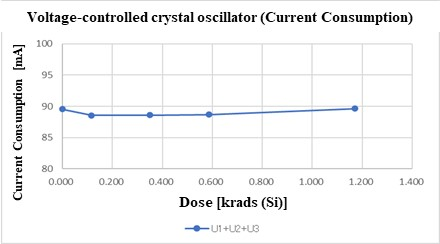 Voltage-controlled crystal oscillator (Current Consumption)
Current Consumption [mA]
100
95
90
85
80
0.000 0.200 0.400 0.600 0.800 1.000 1.200 1.400
Dose [krads (Si)]
U1+U2+U3